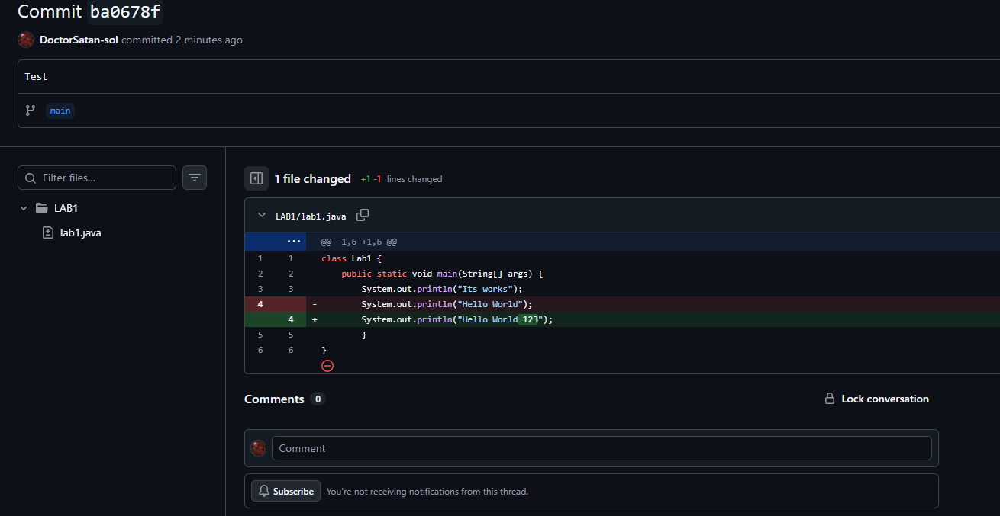 Commit ba0678f
DoctorSatan-sol committed 2 minutes ago
Test
main
Filter files...
LAB1
lab1.java
1 file changed +1 -1 lines changed
LAB1/lab1.java
@@ -1,6 +1,6 @@
1 1 class Lab1 {
2 2 public static void main(String[] args) {
3 3 System.out.println("Its works");
4 - System.out.println("Hello World");
4 + System.out.println("Hello World 123");
5 5 }
6 6 }
Comments 0
Lock conversation
Comment
Subscribe You're not receiving notifications from this thread.